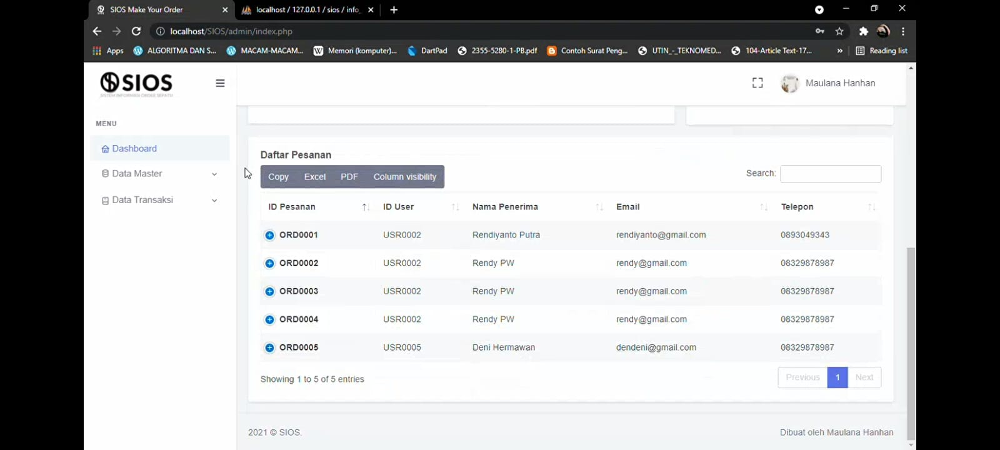 SIOS Make Your Order
localhost / 127.0.0.1 / sios / info_
localhost/SIOS/admin/index.php
Apps ALGORITMA DAN S... MACAM-MACAM... Memori (komputer)... DartPad 2355-5280-1-PB.pdf Contoh Surat Peng... UTIN_-_TEKNOMED... 104-Article Text-17... » Reading list
SIOS
SISTEM INFORMASI ORDER SEPATU
Maulana Hanhan
MENU
Dashboard
Data Master
Data Transaksi
Daftar Pesanan
Copy Excel PDF Column visibility
Search:
ID Pesanan ID User Nama Penerima Email Telepon
ORD0001 USR0002 Rendiyanto Putra rendiyanto@gmail.com 0893049343
ORD0002 USR0002 Rendy PW rendy@gmail.com 08329878987
ORD0003 USR0002 Rendy PW rendy@gmail.com 08329878987
ORD0004 USR0002 Rendy PW rendy@gmail.com 08329878987
ORD0005 USR0005 Deni Hermawan dendeni@gmail.com 08329878987
Showing 1 to 5 of 5 entries
Previous 1 Next
2021 © SIOS.
Dibuat oleh Maulana Hanhan